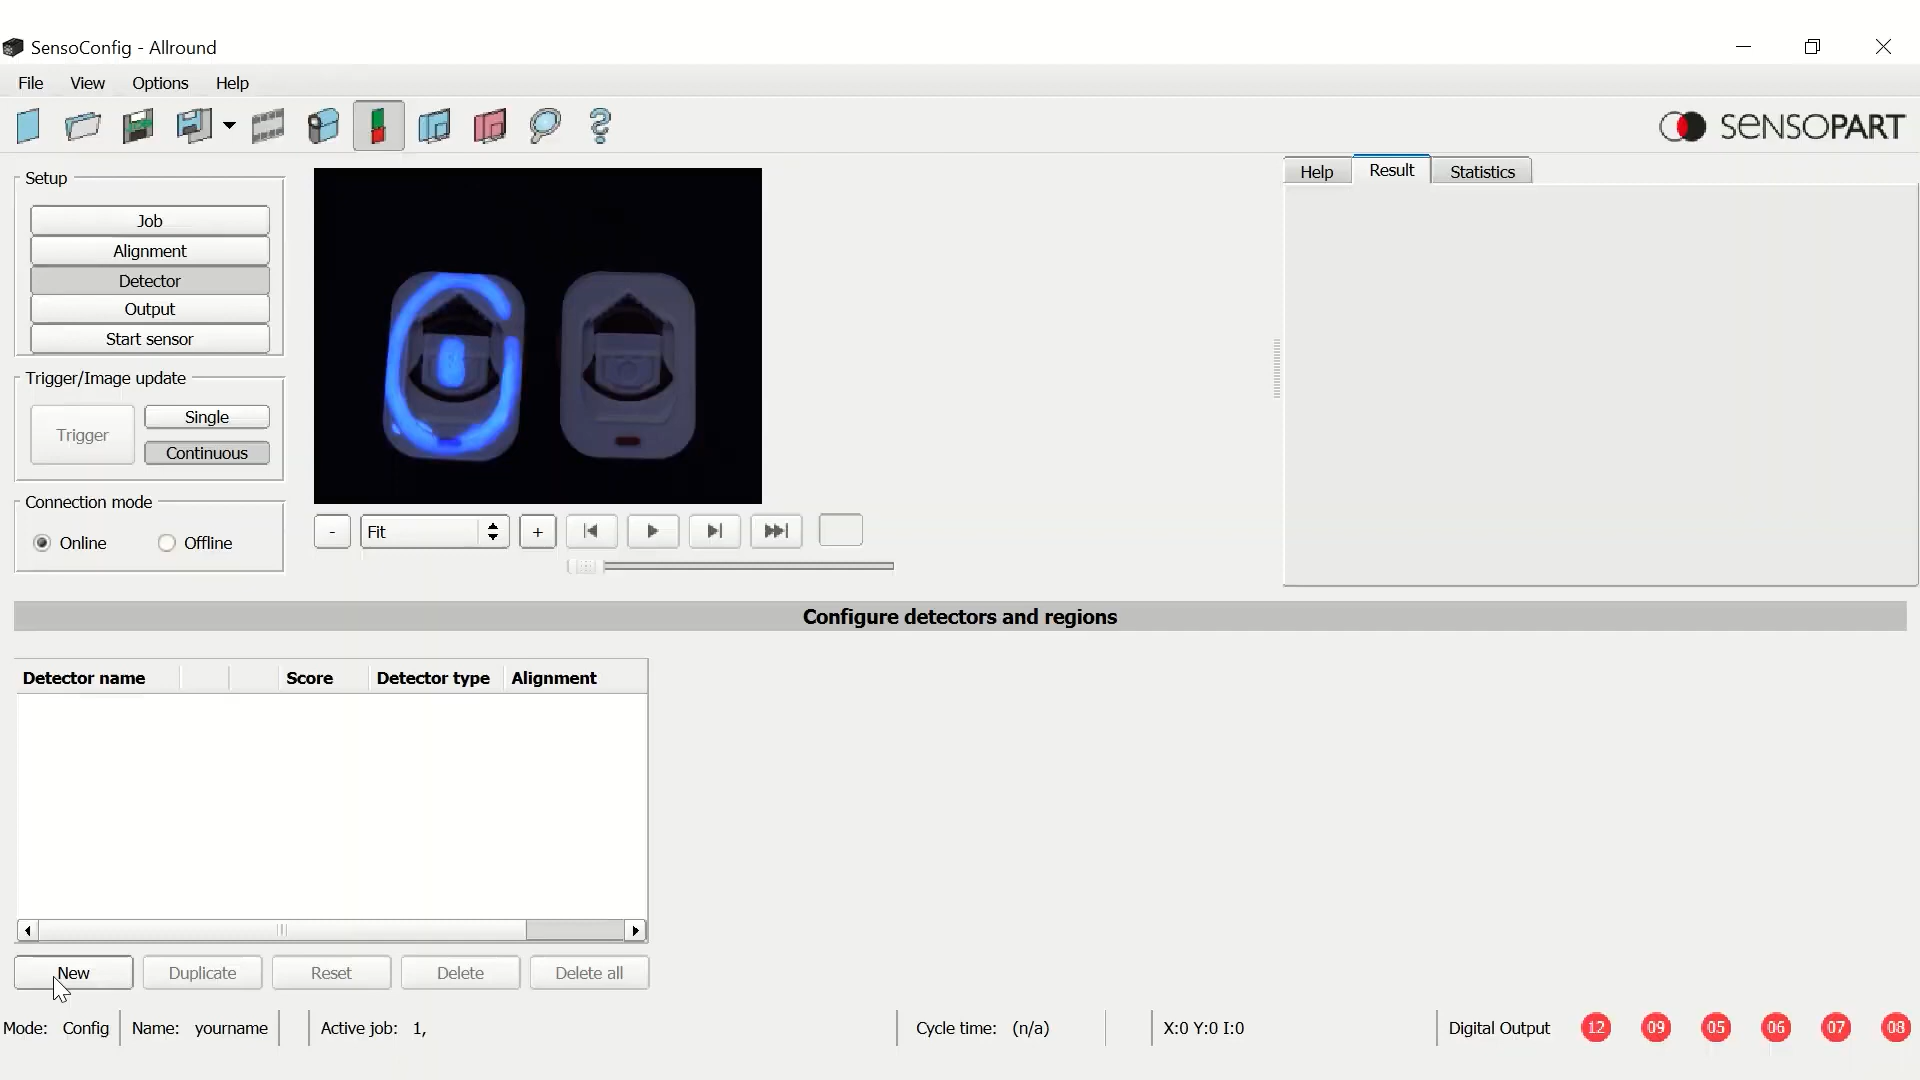 SensoConfig - Allround
File View Options Help
SENSOPART
Setup
Job
Alignment
Detector
Output
Start sensor
Trigger/Image update
Trigger
Single
Continuous
Connection mode
Online Offline
- Fit +
Help Result Statistics
Configure detectors and regions
Detector name Score Detector type Alignment
New Duplicate Reset Delete Delete all
Mode: Config Name: yourname Active job: 1, Cycle time: (n/a) X:0 Y:0 I:0 Digital Output 12 09 05 06 07 08